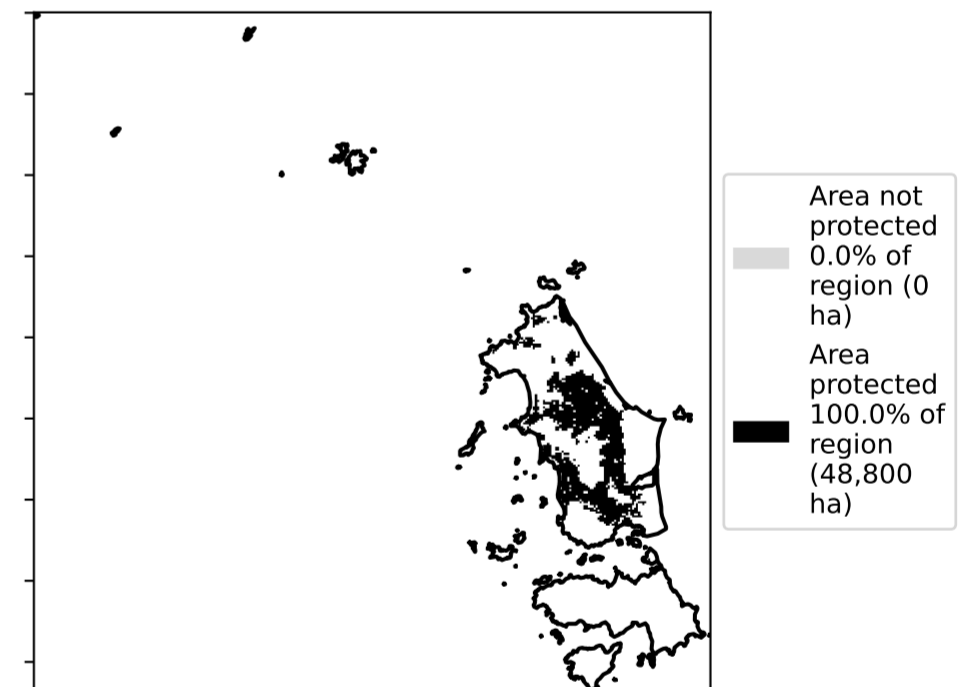 Area not
protected
0.0% of
region (0
ha)
Area
protected
100.0% of
region
(48,800
ha)